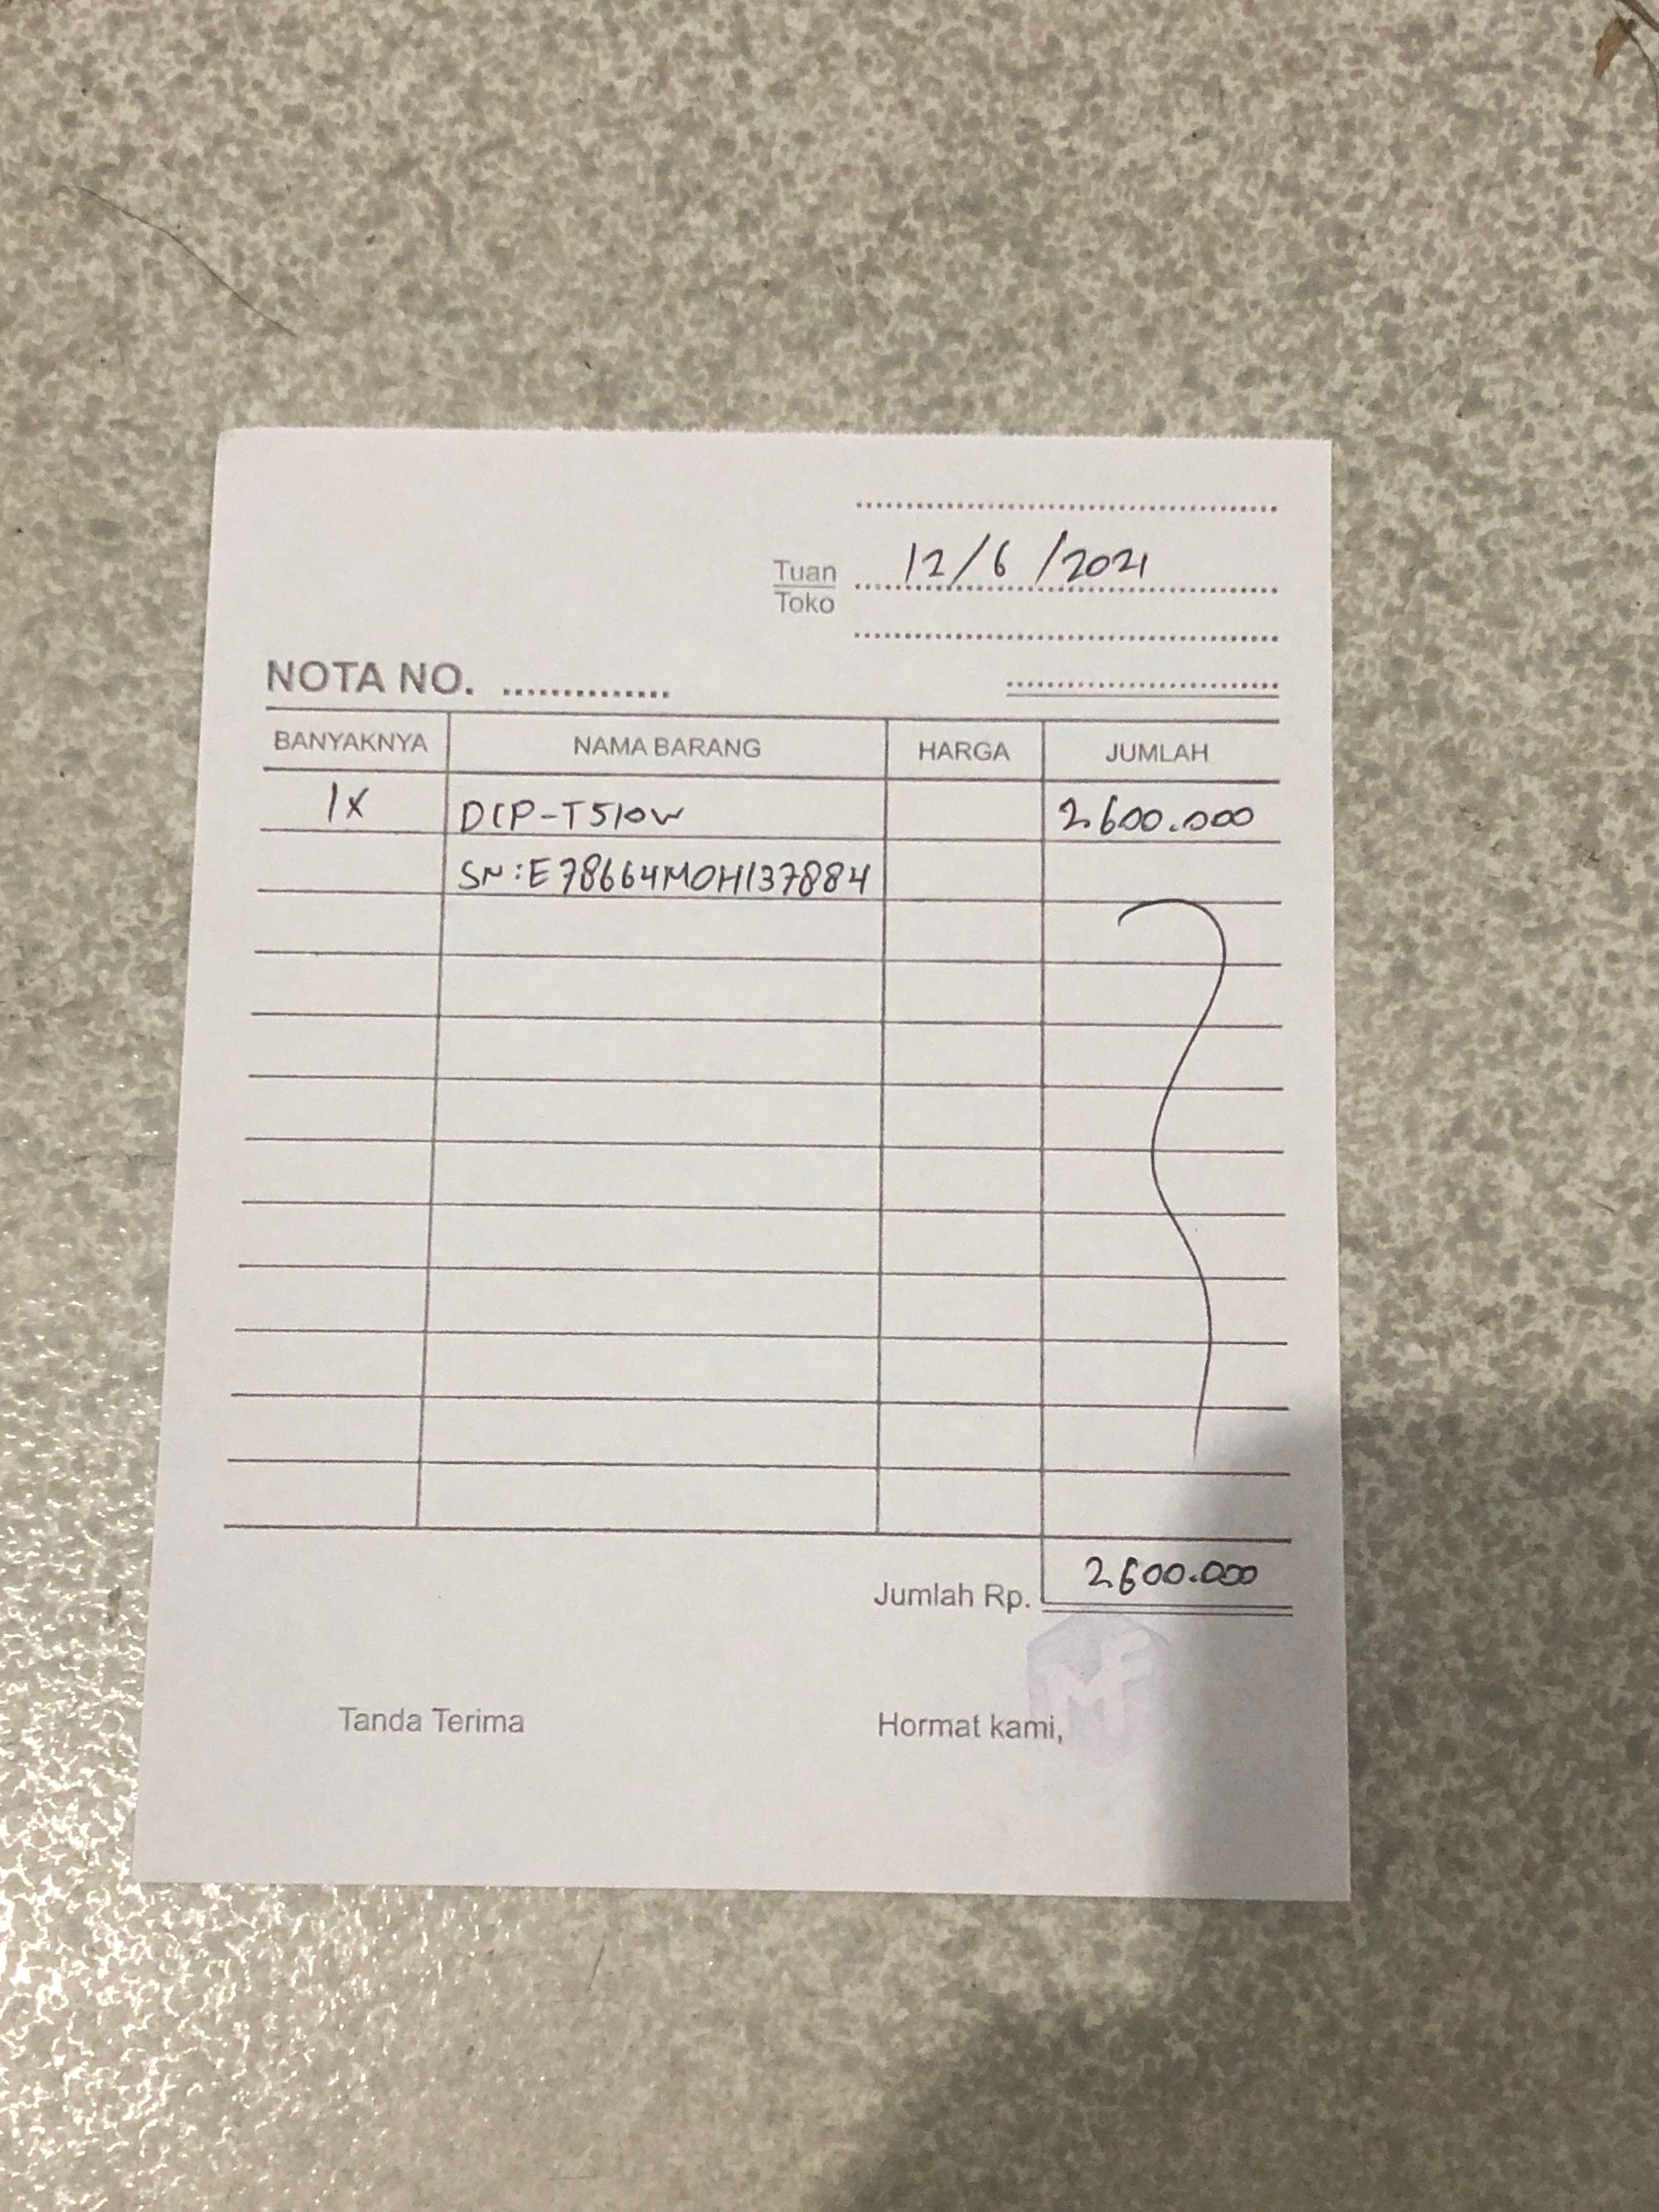 12/6/2021
Tuan
Toko
NOTA NO. ..............
BANYAKNYA NAMA BARANG HARGA JUMLAH
1X DCP-T510W 2600.000
SN:E78664M0H137884
Jumlah Rp. 2600.000
MF
Tanda Terima Hormat kami,